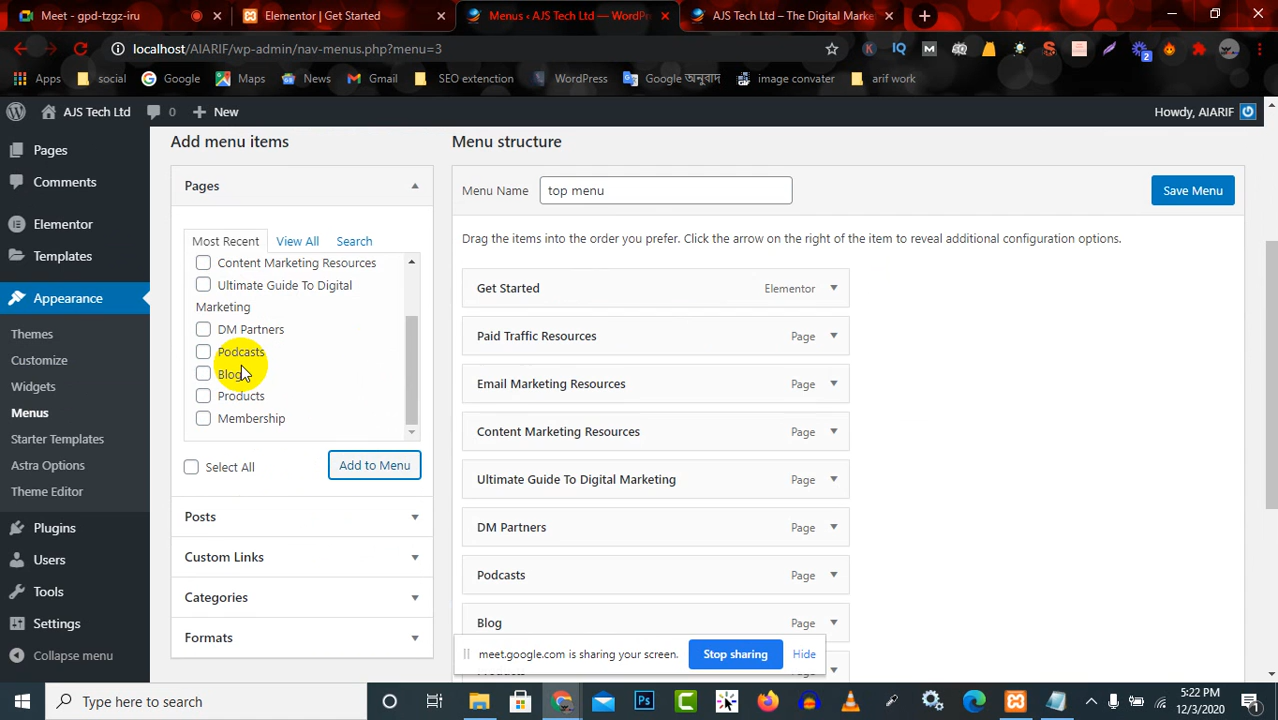 Meet - gpd-tzgz-iru
Elementor | Get Started
Menus ‹ AJS Tech Ltd — WordPr
AJS Tech Ltd – The Digital Marke
localhost/AIARIF/wp-admin/nav-menus.php?menu=3
Apps social Google Maps News Gmail SEO extenction WordPress Google অনুবাদ image convater arif work
AJS Tech Ltd 0 New Howdy, AIARIF
Pages
Comments
Elementor
Templates
Appearance
Themes
Customize
Widgets
Menus
Starter Templates
Astra Options
Theme Editor
Plugins
Users
Tools
Settings
Collapse menu
Add menu items
Pages
Most Recent View All Search
Content Marketing Resources
Ultimate Guide To Digital
Marketing
DM Partners
Podcasts
Blog
Products
Membership
Select All Add to Menu
Posts
Custom Links
Categories
Formats
Menu structure
Menu Name top menu Save Menu
Drag the items into the order you prefer. Click the arrow on the right of the item to reveal additional configuration options.
Get Started Elementor
Paid Traffic Resources Page
Email Marketing Resources Page
Content Marketing Resources Page
Ultimate Guide To Digital Marketing Page
DM Partners Page
Podcasts Page
Blog Page
meet.google.com is sharing your screen. Stop sharing Hide
Type here to search
5:22 PM
12/3/2020